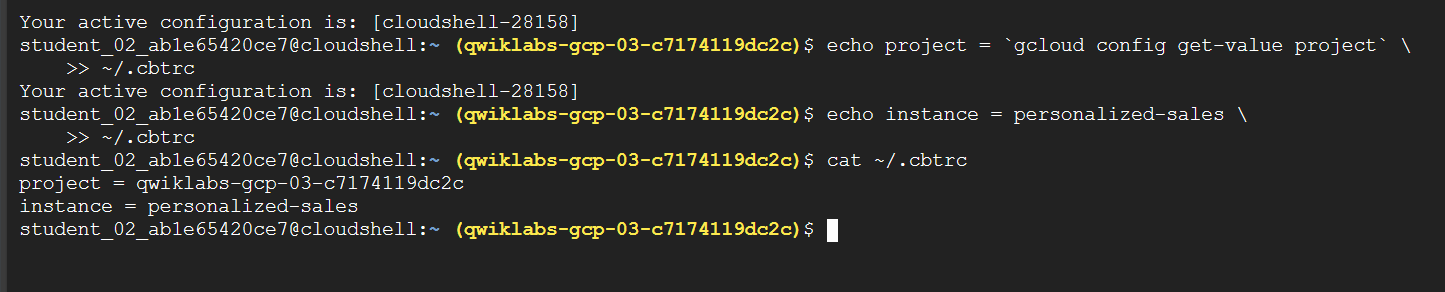 Your active configuration is: [cloudshell-28158]
student_02_ab1e65420ce7@cloudshell:~ (qwiklabs-gcp-03-c7174119dc2c)$ echo project = `gcloud config get-value project` \
    >> ~/.cbtrc
Your active configuration is: [cloudshell-28158]
student_02_ab1e65420ce7@cloudshell:~ (qwiklabs-gcp-03-c7174119dc2c)$ echo instance = personalized-sales \
    >> ~/.cbtrc
student_02_ab1e65420ce7@cloudshell:~ (qwiklabs-gcp-03-c7174119dc2c)$ cat ~/.cbtrc
project = qwiklabs-gcp-03-c7174119dc2c
instance = personalized-sales
student_02_ab1e65420ce7@cloudshell:~ (qwiklabs-gcp-03-c7174119dc2c)$